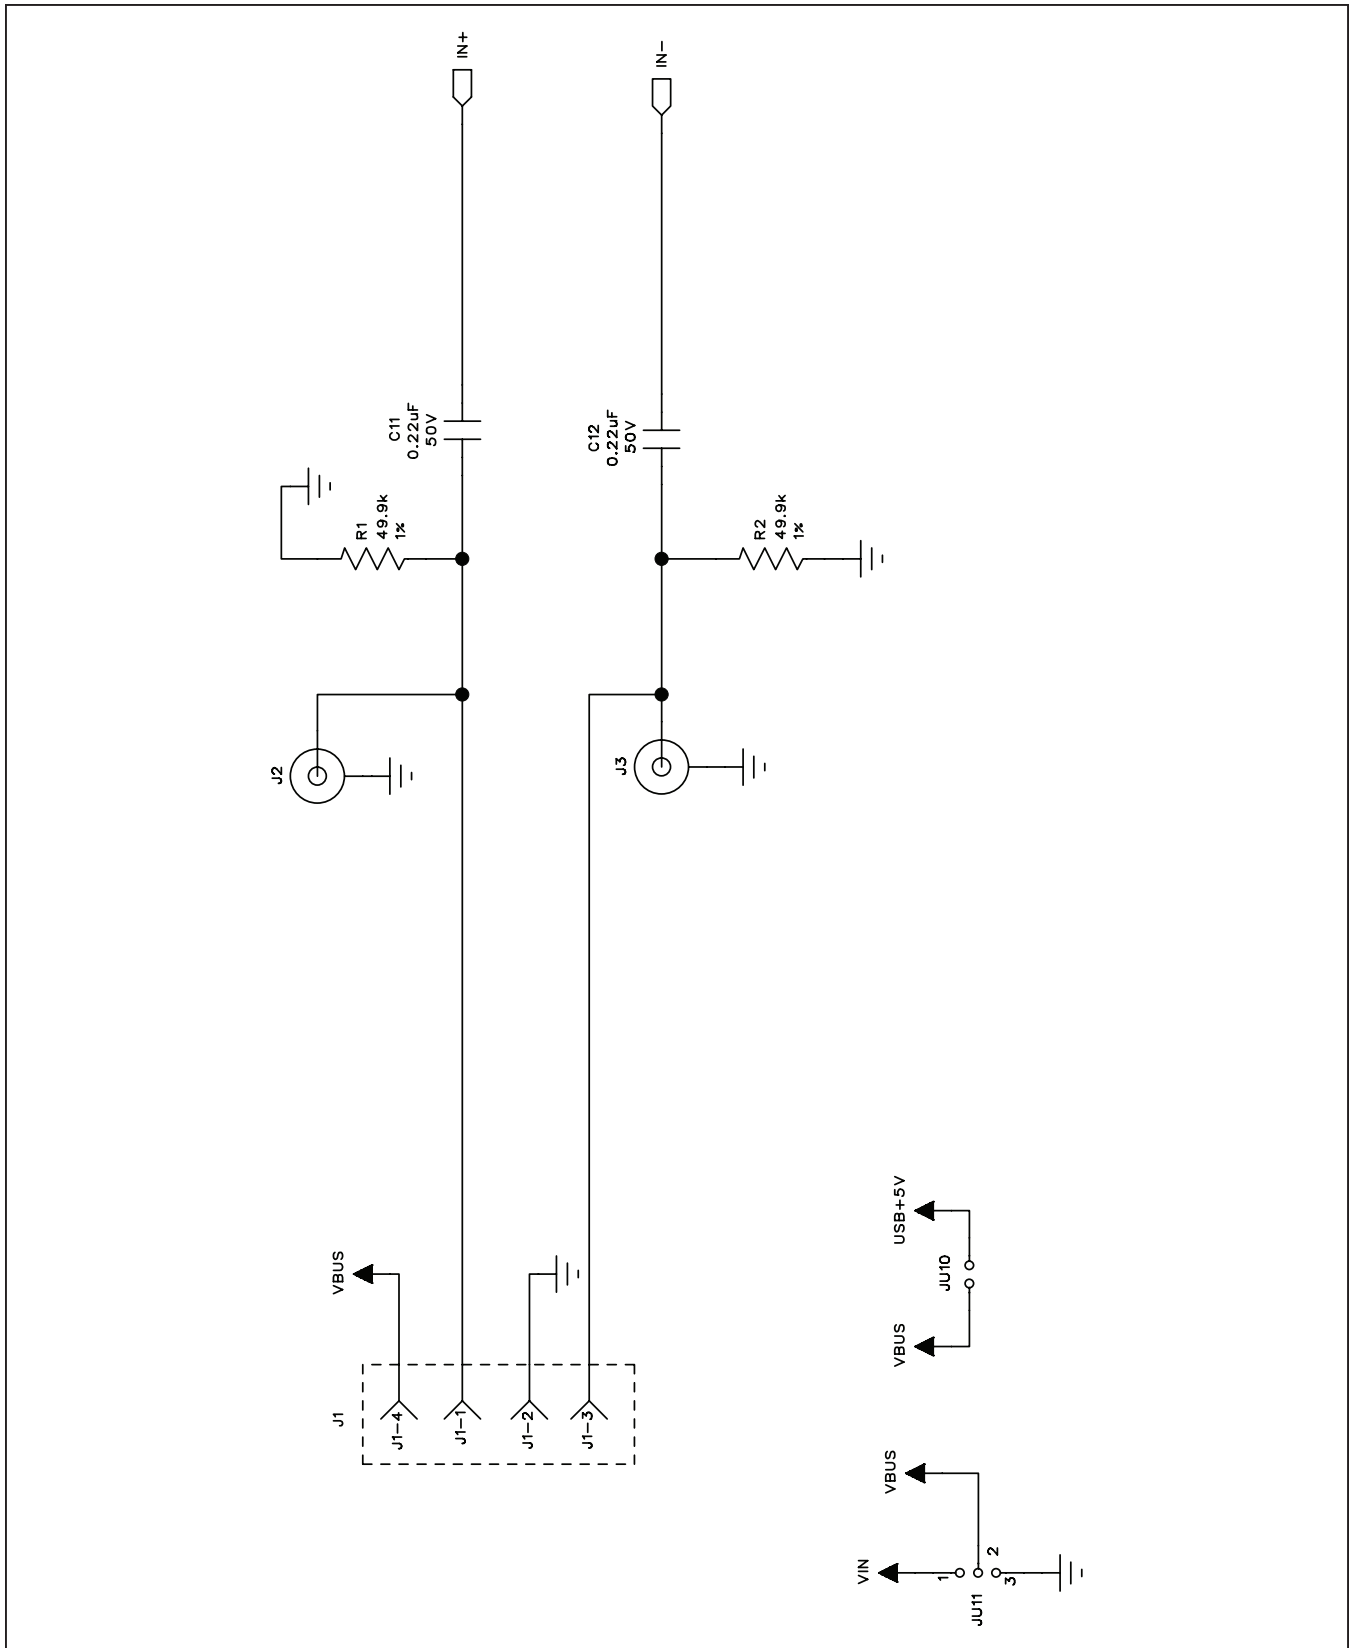 IN+
IN-
C11
0.22uF
50V
C12
0.22uF
50V
R1
49.9k
1%
R2
49.9k
1%
J2
J3
VBUS
J1
J1-4
J1-1
J1-2
J1-3
USB+5V
JU10
VBUS
VBUS
VIN
1
2
3
JU11